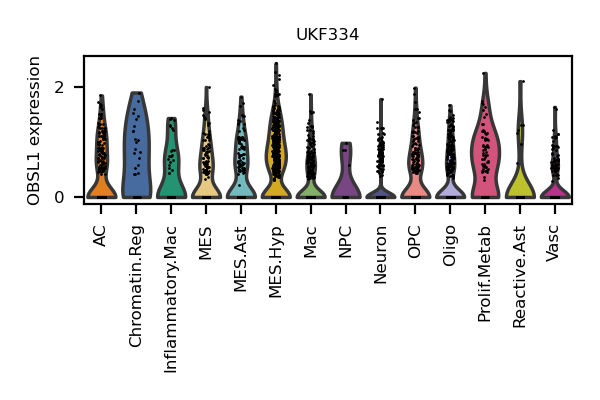 UKF334
OBSL1 expression
2
0
AC
Chromatin.Reg
Inflammatory.Mac
MES
MES.Ast
MES.Hyp
Mac
NPC
Neuron
OPC
Oligo
Prolif.Metab
Reactive.Ast
Vasc